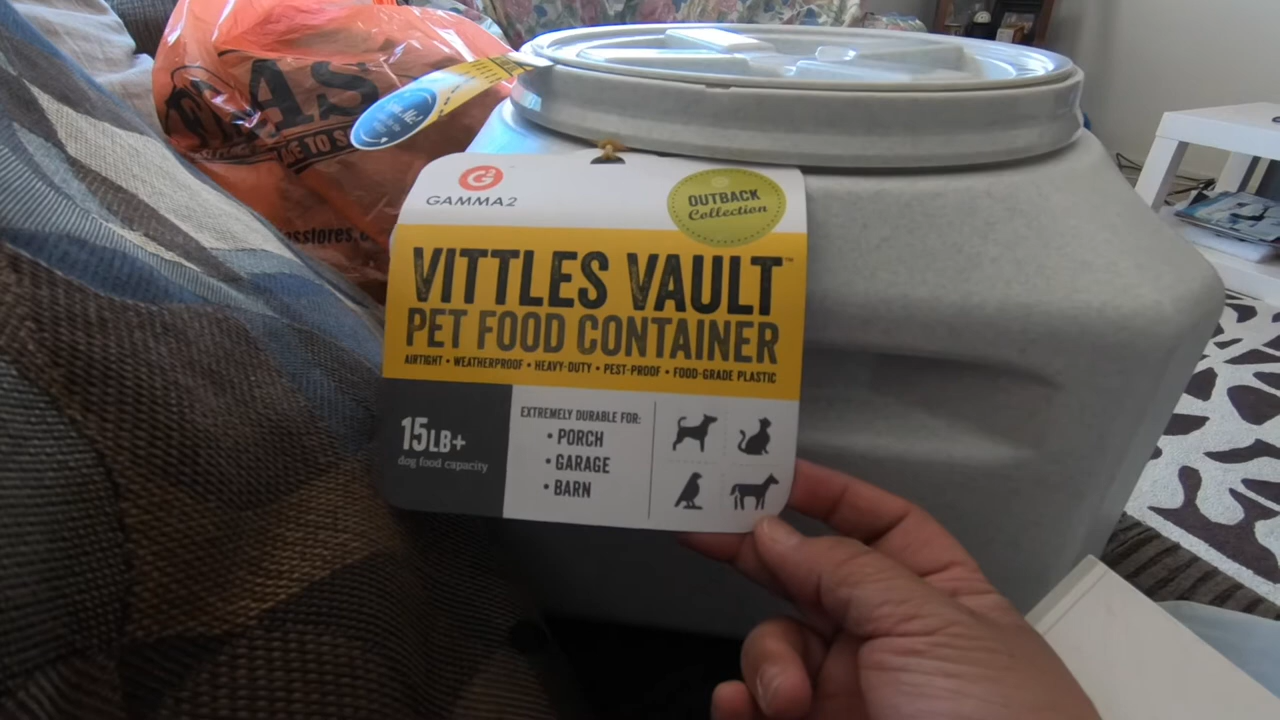 GAMMA2
OUTBACK
Collection
VITTLES VAULT™
PET FOOD CONTAINER
AIRTIGHT • WEATHERPROOF • HEAVY-DUTY • PEST-PROOF • FOOD-GRADE PLASTIC
15LB+
dog food capacity
EXTREMELY DURABLE FOR:
• PORCH
• GARAGE
• BARN